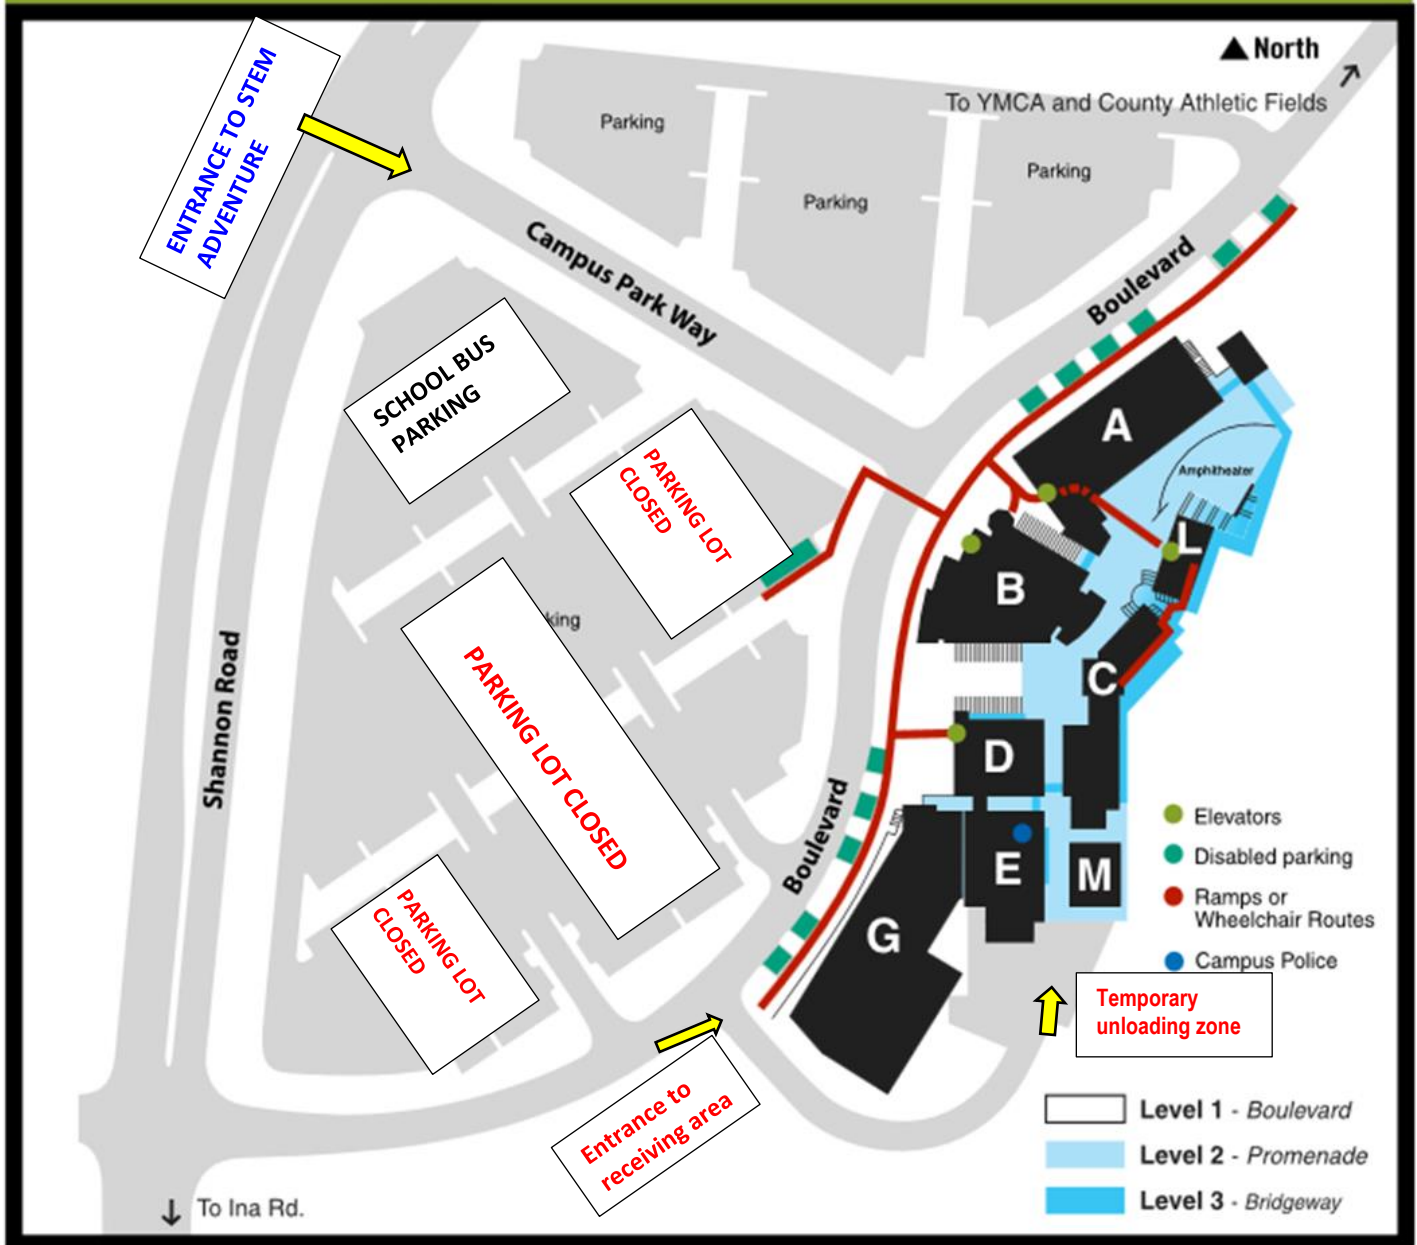 North
To YMCA and County Athletic Fields
ENTRANCE TO STEM
ADVENTURE
Parking
Parking
Parking
Campus Park Way
Boulevard
SCHOOL BUS
PARKING
A
Amphitheater
PARKING LOT
CLOSED
L
B
king
PARKING LOT CLOSED
Shannon Road
C
D
Boulevard
E
M
G
Elevators
Disabled parking
Ramps or
Wheelchair Routes
Campus Police
PARKING LOT
CLOSED
Temporary
unloading zone
Entrance to
receiving area
Level 1 - Boulevard
Level 2 - Promenade
Level 3 - Bridgeway
To Ina Rd.